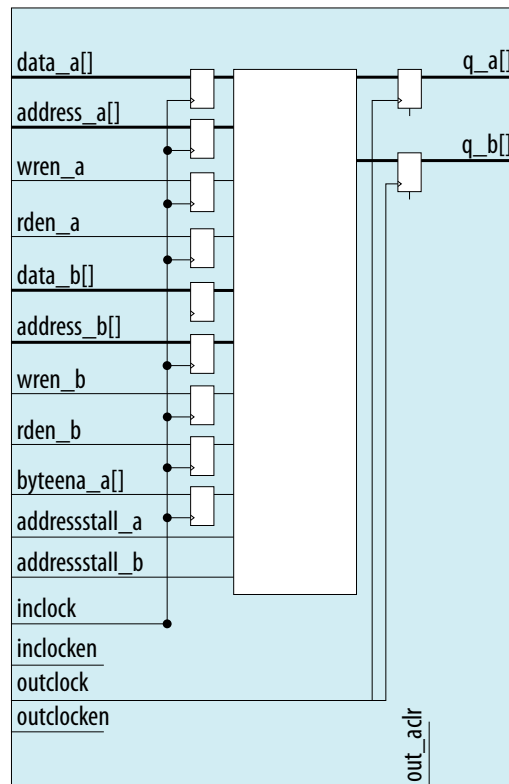 data_a[]
address_a[]
wren_a
rden_a
data_b[]
address_b[]
wren_b
rden_b
byteena_a[]
addressstall_a
addressstall_b
inclock
inclocken
outclock
outclocken
q_a[]
q_b[]
out_aclr